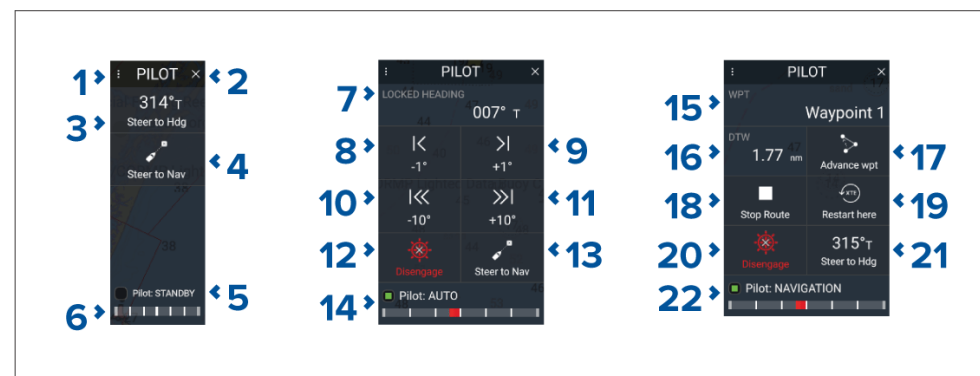 PILOT
314°T
Steer to Hdg
Steer to Nav
Pilot: STANDBY
1
2
3
4
5
6
PILOT
LOCKED HEADING
007° T
-1°
+1°
-10°
+10°
Disengage
Steer to Nav
Pilot: AUTO
7
8
9
10
11
12
13
14
PILOT
WPT
Waypoint 1
DTW
1.77 nm
Advance wpt
Stop Route
XTE
Restart here
Disengage
315°T
Steer to Hdg
Pilot: NAVIGATION
15
16
17
18
19
20
21
22